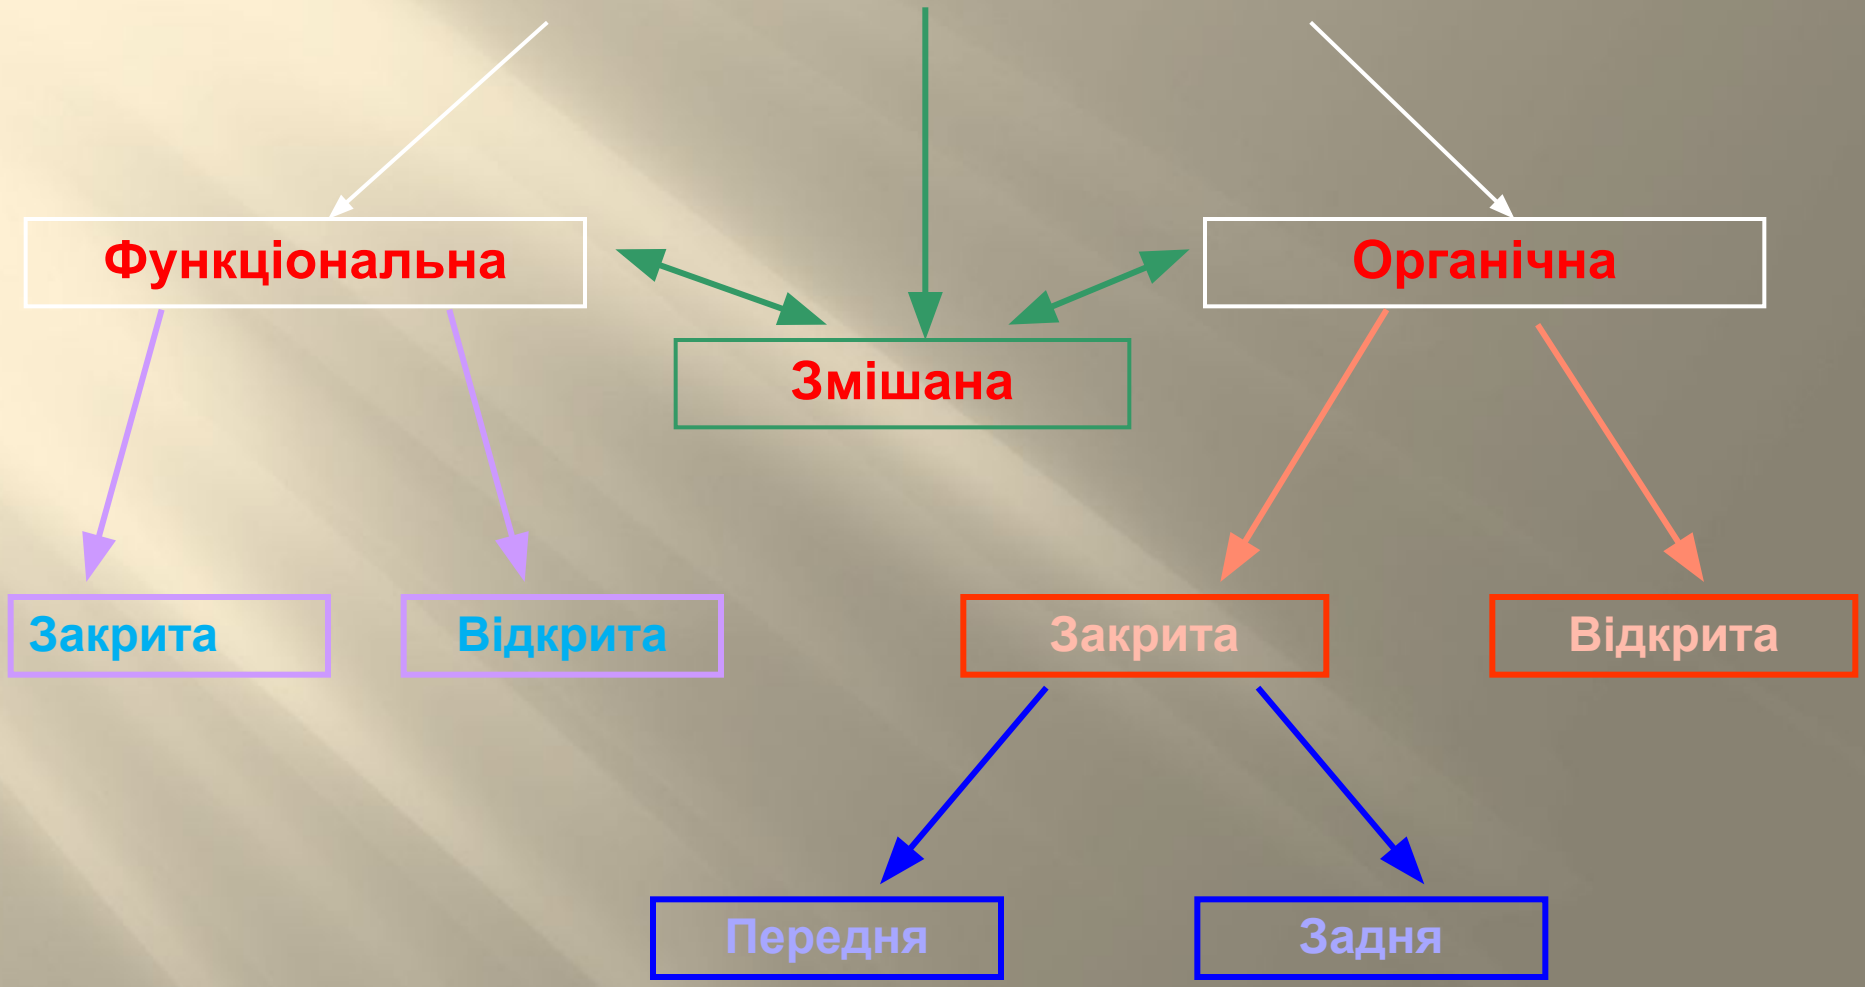 Функціональна
Органічна
Змішана
Закрита
Відкрита
Закрита
Відкрита
Передня
Задня